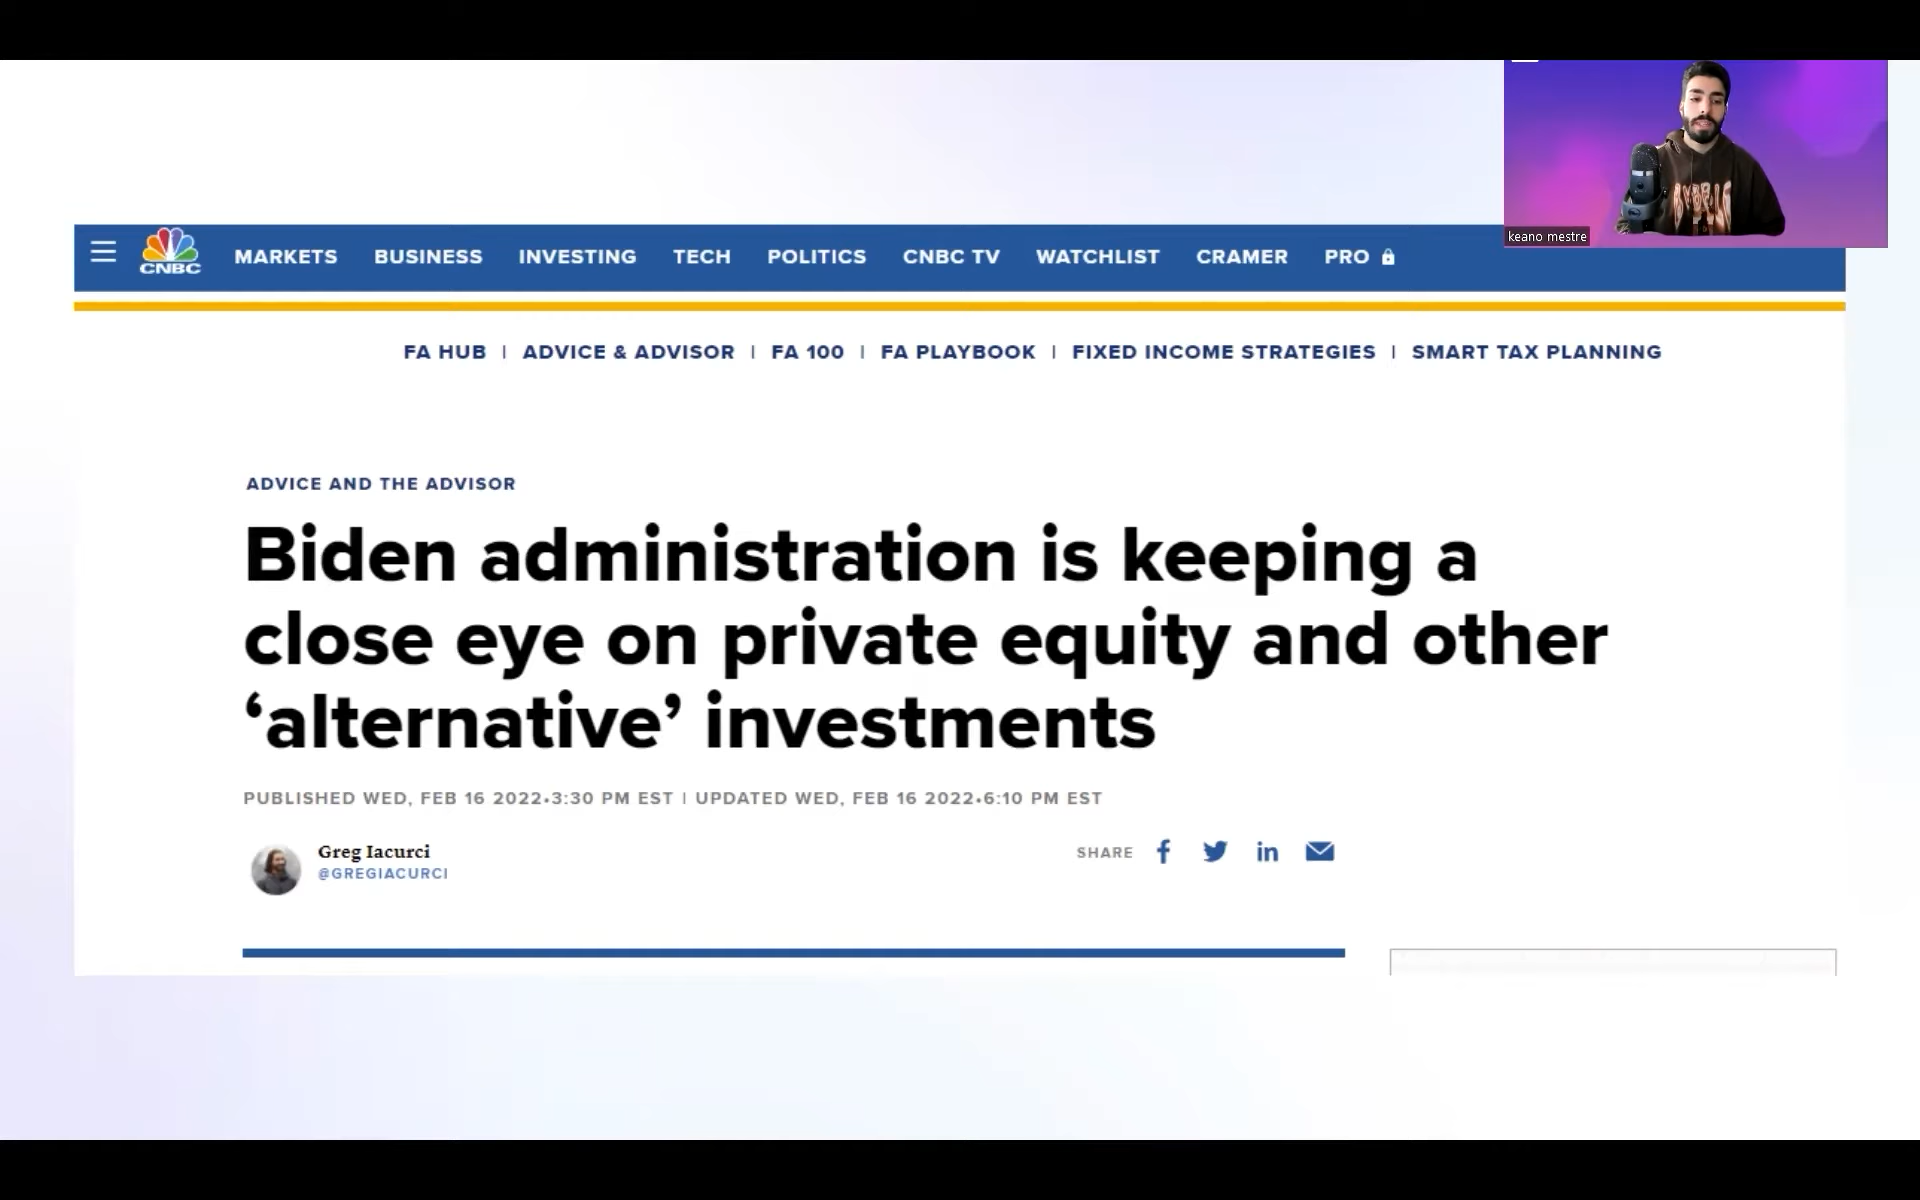 keano mestre
CNBC
MARKETS BUSINESS INVESTING TECH POLITICS CNBC TV WATCHLIST CRAMER PRO
FA HUB | ADVICE & ADVISOR | FA 100 | FA PLAYBOOK | FIXED INCOME STRATEGIES | SMART TAX PLANNING
ADVICE AND THE ADVISOR
Biden administration is keeping a
close eye on private equity and other
‘alternative’ investments
PUBLISHED WED, FEB 16 2022•3:30 PM EST | UPDATED WED, FEB 16 2022•6:10 PM EST
Greg Iacurci
@GREGIACURCI
SHARE